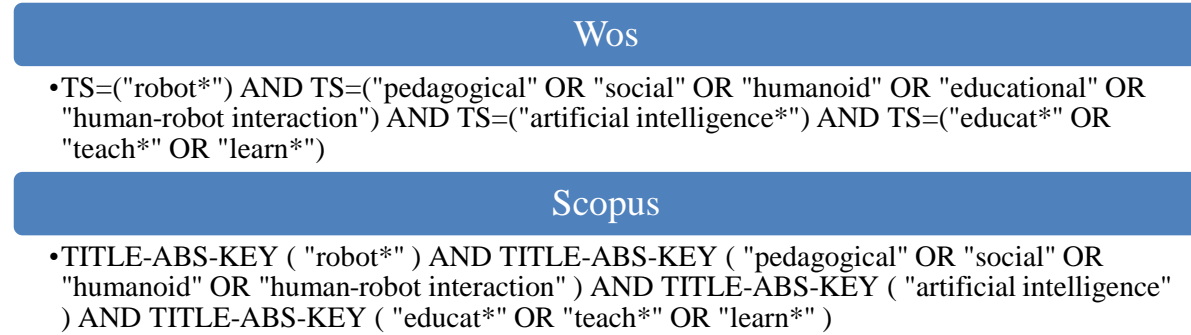 Wos
•TS=("robot*") AND TS=("pedagogical" OR "social" OR "humanoid" OR "educational" OR
"human-robot interaction") AND TS=("artificial intelligence*") AND TS=("educat*" OR
"teach*" OR "learn*")
Scopus
•TITLE-ABS-KEY ( "robot*" ) AND TITLE-ABS-KEY ( "pedagogical" OR "social" OR
"humanoid" OR "human-robot interaction" ) AND TITLE-ABS-KEY ( "artificial intelligence"
) AND TITLE-ABS-KEY ( "educat*" OR "teach*" OR "learn*" )